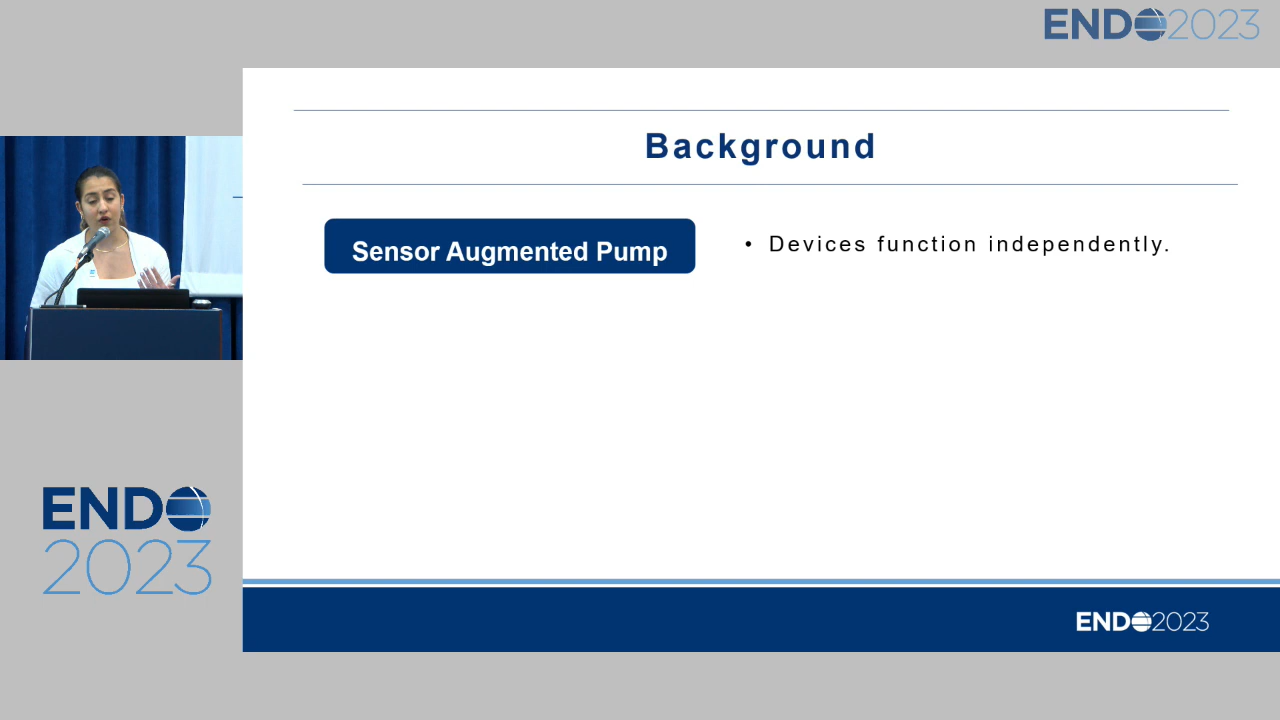 ENDO2023
Background
Sensor Augmented Pump
• Devices function independently.
ENDO
2023
ENDO2023